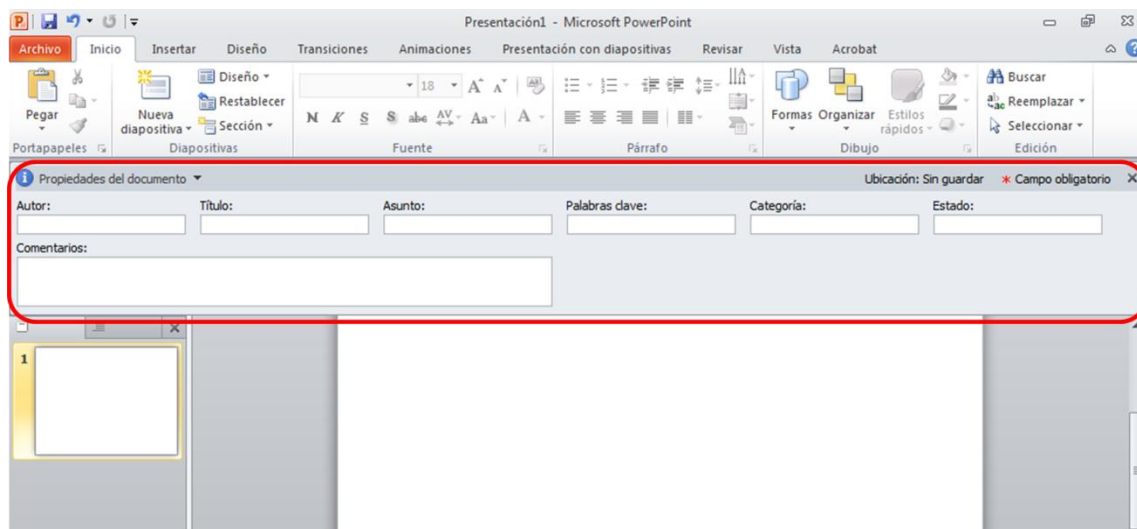 Presentación1 - Microsoft PowerPoint
Archivo Inicio Insertar Diseño Transiciones Animaciones Presentación con diapositivas Revisar Vista Acrobat
Pegar
Portapapeles
Nueva
diapositiva
Diseño
Restablecer
Sección
Diapositivas
18 A A
N K S S abc AV Aa A
Fuente
Párrafo
Formas Organizar Estilos
rápidos
Dibujo
Buscar
Reemplazar
Seleccionar
Edición
Propiedades del documento Ubicación: Sin guardar * Campo obligatorio
Autor: Título: Asunto: Palabras clave: Categoría: Estado:
Comentarios:
1